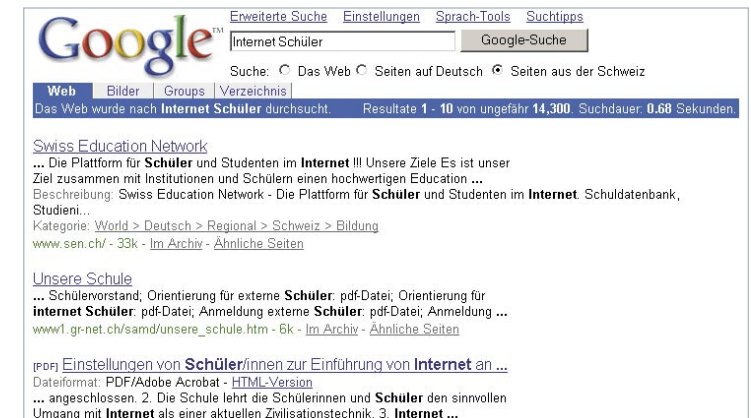 Google™
Erweiterte Suche Einstellungen Sprach-Tools Suchtipps
Internet Schüler Google-Suche
Suche: Das Web Seiten auf Deutsch Seiten aus der Schweiz
Web Bilder Groups Verzeichnis
Das Web wurde nach Internet Schüler durchsucht. Resultate 1 - 10 von ungefähr 14,300. Suchdauer: 0.68 Sekunden.
Swiss Education Network
... Die Plattform für Schüler und Studenten im Internet !!! Unsere Ziele Es ist unser
Ziel zusammen mit Institutionen und Schülern einen hochwertigen Education ...
Beschreibung: Swiss Education Network - Die Plattform für Schüler und Studenten im Internet. Schuldatenbank,
Studieni...
Kategorie: World > Deutsch > Regional > Schweiz > Bildung
www.sen.ch/ - 33k - Im Archiv - Ähnliche Seiten
Unsere Schule
... Schülervorstand; Orientierung für externe Schüler: pdf-Datei; Orientierung für
internet Schüler: pdf-Datei; Anmeldung externe Schüler: pdf-Datei; Anmeldung ...
www1.gr-net.ch/samd/unsere_schule.htm - 6k - Im Archiv - Ähnliche Seiten
[PDF] Einstellungen von Schüler/innen zur Einführung von Internet an ...
Dateiformat: PDF/Adobe Acrobat - HTML-Version
... angeschlossen. 2. Die Schule lehrt die Schülerinnen und Schüler den sinnvollen
Umgang mit Internet als einer aktuellen Zivilisationstechnik. 3. Internet ...